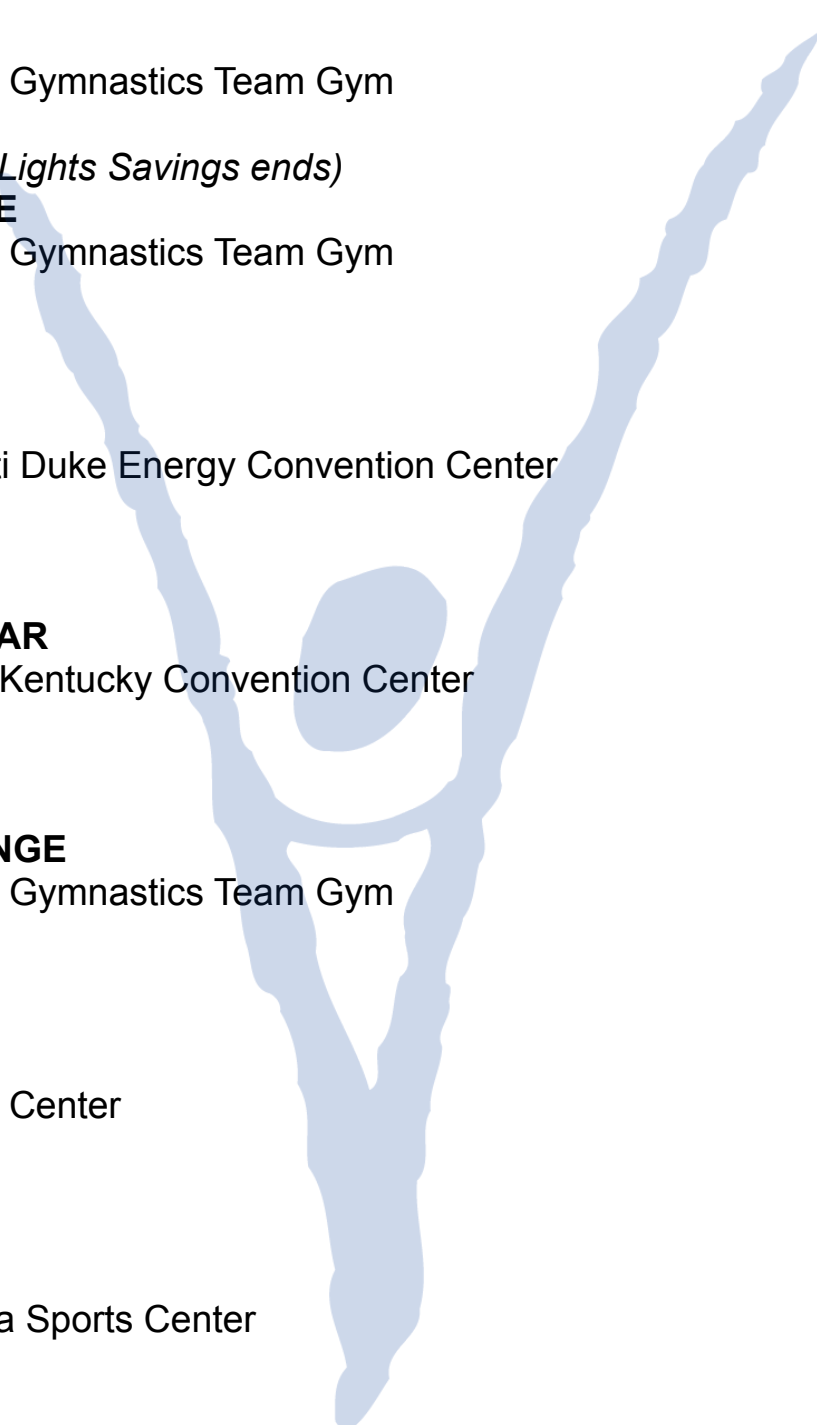 Gymnastics Team Gym
Lights Savings ends)
E
Gymnastics Team Gym
ti Duke Energy Convention Center
AR
Kentucky Convention Center
NGE
Gymnastics Team Gym
Center
a Sports Center